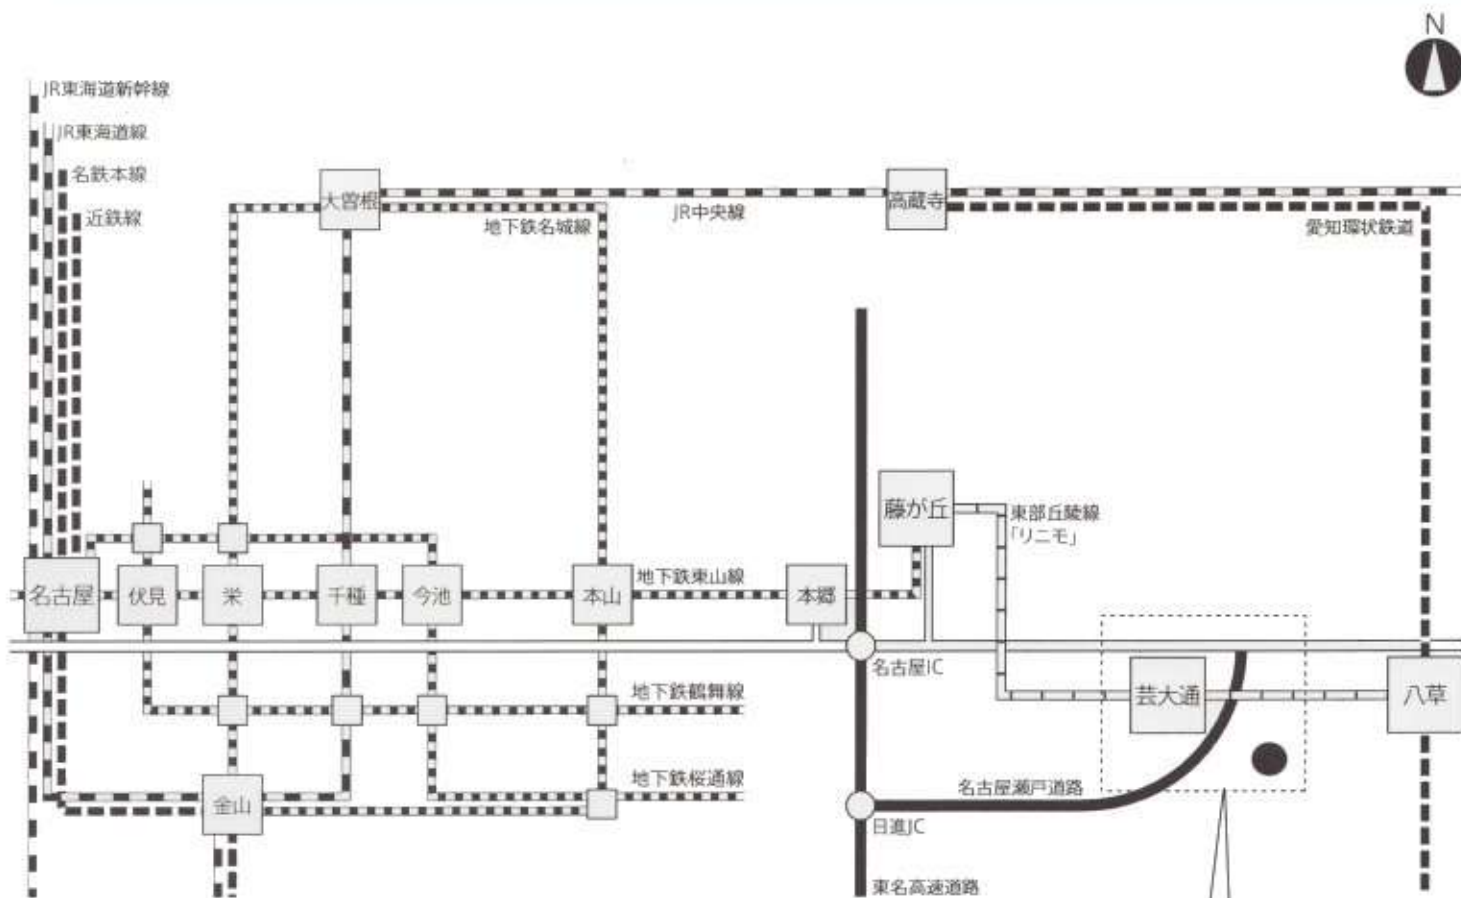 N
JR東海道新幹線
JR東海道線
名鉄本線
近鉄線
大曽根
高蔵寺
JR中央線
地下鉄名城線
愛知環状鉄道
藤が丘
東部丘陵線
「リニモ」
地下鉄東山線
名古屋
伏見
栄
千種
今池
本山
本郷
名古屋IC
地下鉄鶴舞線
芸大通
八草
地下鉄桜通線
名古屋瀬戸道路
金山
日進JC
東名高速道路